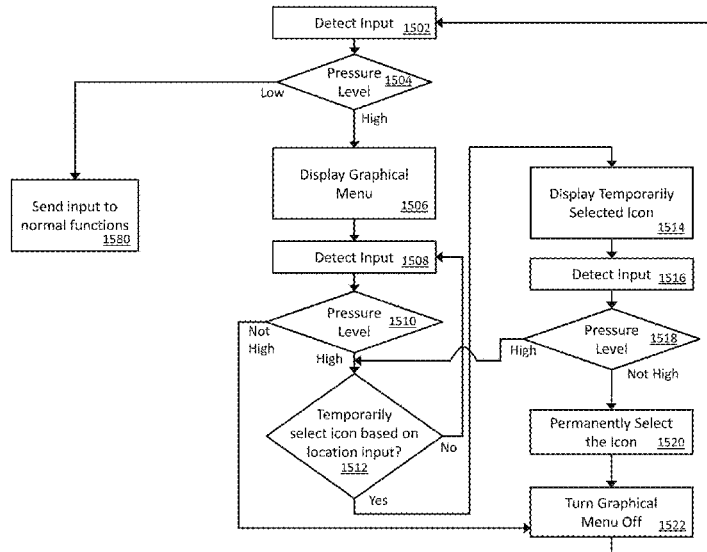 Detect Input 1502
Pressure
Level 1504
Low
High
Display Graphical
Menu
1506
Send input to
normal functions
1580
Detect Input 1508
Pressure
Level 1510
Not
High
High
Temporarily
select icon based on
location input?
1512
No
Yes
Display Temporarily
Selected Icon
1514
Detect Input 1516
Pressure
Level 1518
High
Not High
Permanently Select
the Icon 1520
Turn Graphical
Menu Off 1522